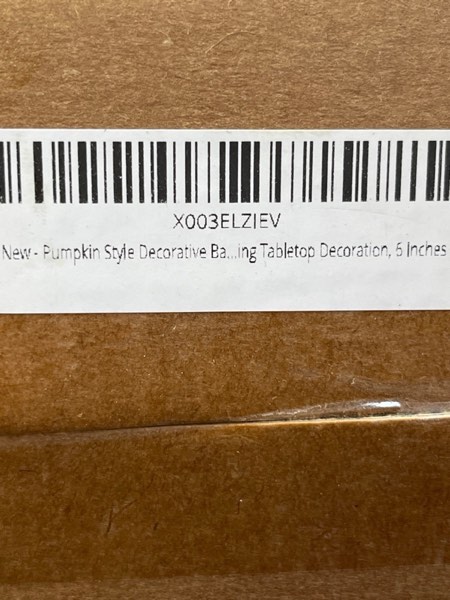 X003ELZIEV
New - Pumpkin Style Decorative Ba...ing Tabletop Decoration, 6 Inches